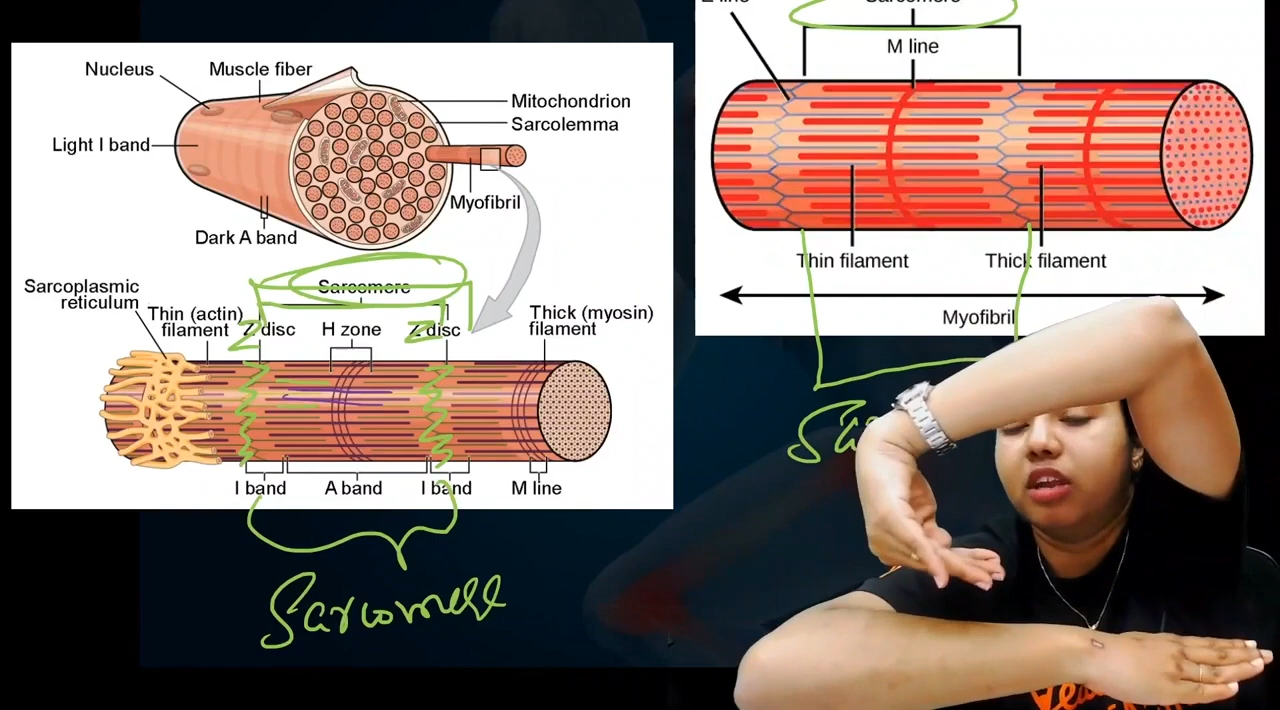 Nucleus
Muscle fiber
Mitochondrion
Sarcolemma
Light I band
Myofibril
Dark A band
Sarcoplasmic
reticulum
Sarcomere
Thin (actin)
filament
Z disc
H zone
Z disc
Thick (myosin)
filament
I band
A band
I band
M line
Sarcomere
Sarcomere
M line
Thin filament
Thick filament
Myofibril